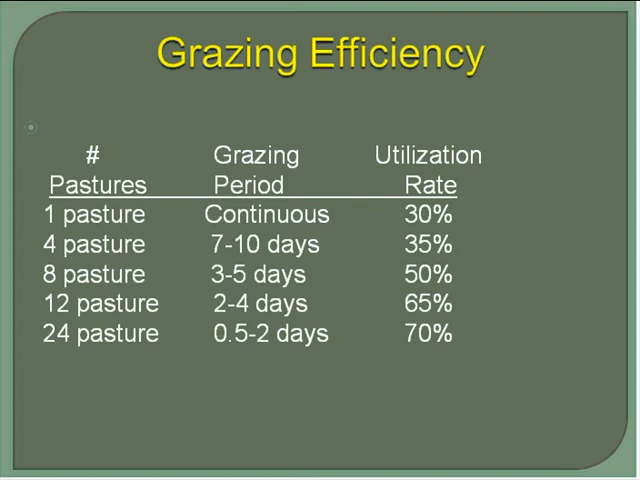 Grazing Efficiency
# Grazing Utilization
Pastures Period Rate
1 pasture Continuous 30%
4 pasture 7-10 days 35%
8 pasture 3-5 days 50%
12 pasture 2-4 days 65%
24 pasture 0.5-2 days 70%